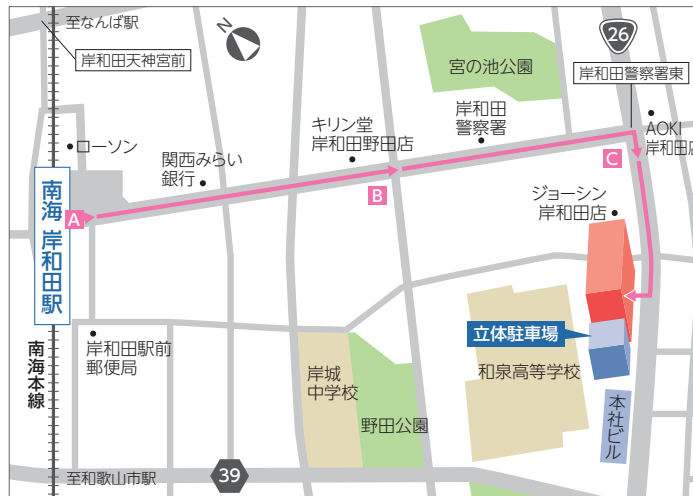 至なんば駅
岸和田天神宮前
N
26
宮の池公園
岸和田警察署東
ローソン
キリン堂
岸和田野田店
岸和田
警察署
AOKI
岸和田店
関西みらい
銀行
C
B
A
ジョーシン
岸和田店
南海 岸和田駅
立体駐車場
岸和田駅前
郵便局
南海本線
岸城
中学校
和泉高等学校
野田公園
本社ビル
至和歌山市駅
39